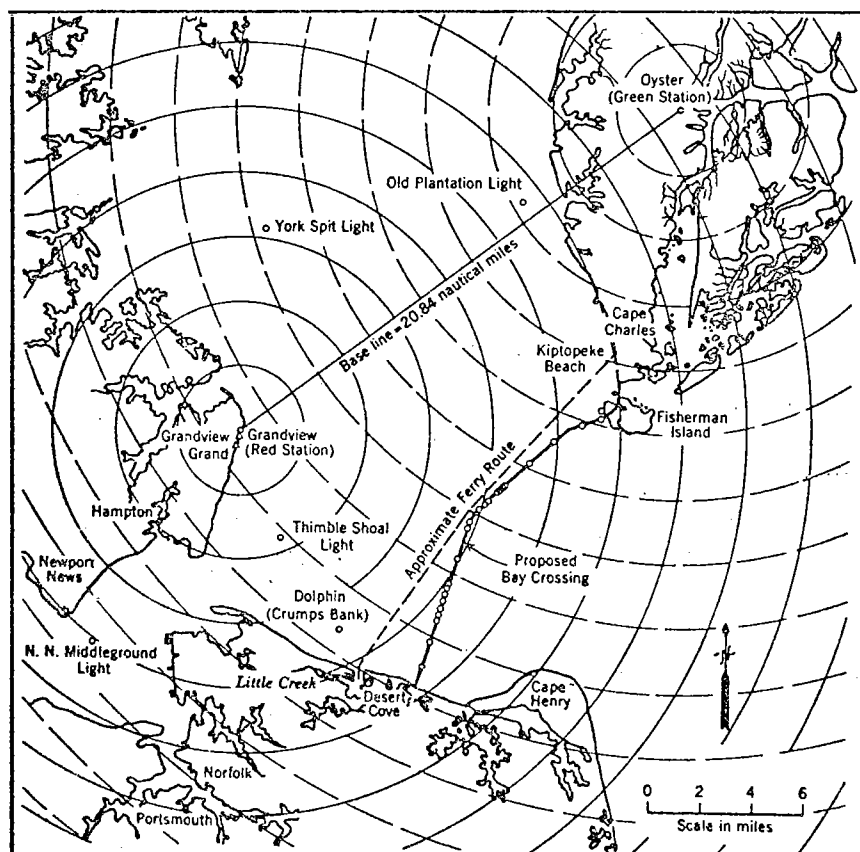 Oyster
(Green Station)
Old Plantation Light
York Spit Light
Base line = 20.84 nautical miles
Cape
Charles
Kiptopeke
Beach
Fisherman
Island
Grandview
Grand
Grandview
(Red Station)
Hampton
Approximate Ferry Route
Thimble Shoal
Light
Newport
News
Proposed
Bay Crossing
Dolphin
(Crumps Bank)
N. N. Middleground
Light
Little Creek
Desert
Cove
Cape
Henry
Norfolk
Portsmouth
0 2 4 6
Scale in miles